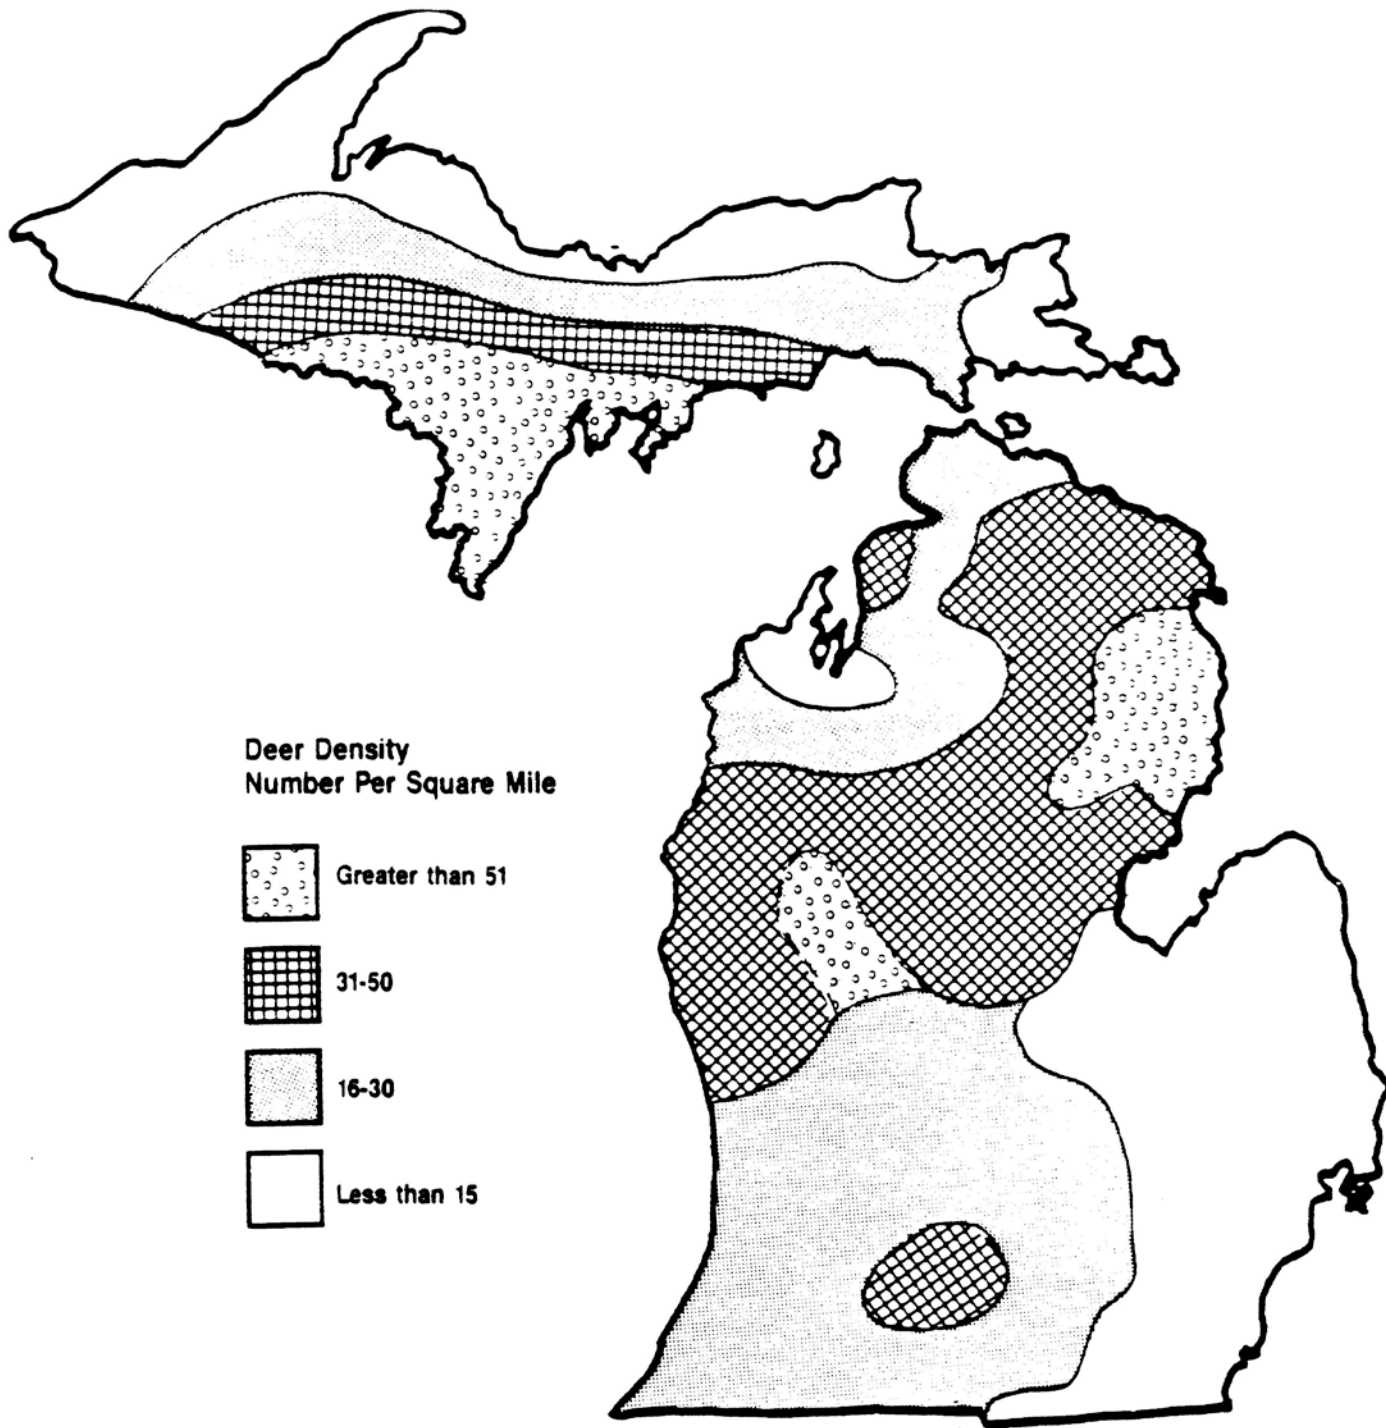 Deer Density
Number Per Square Mile
Greater than 51
31-50
16-30
Less than 15